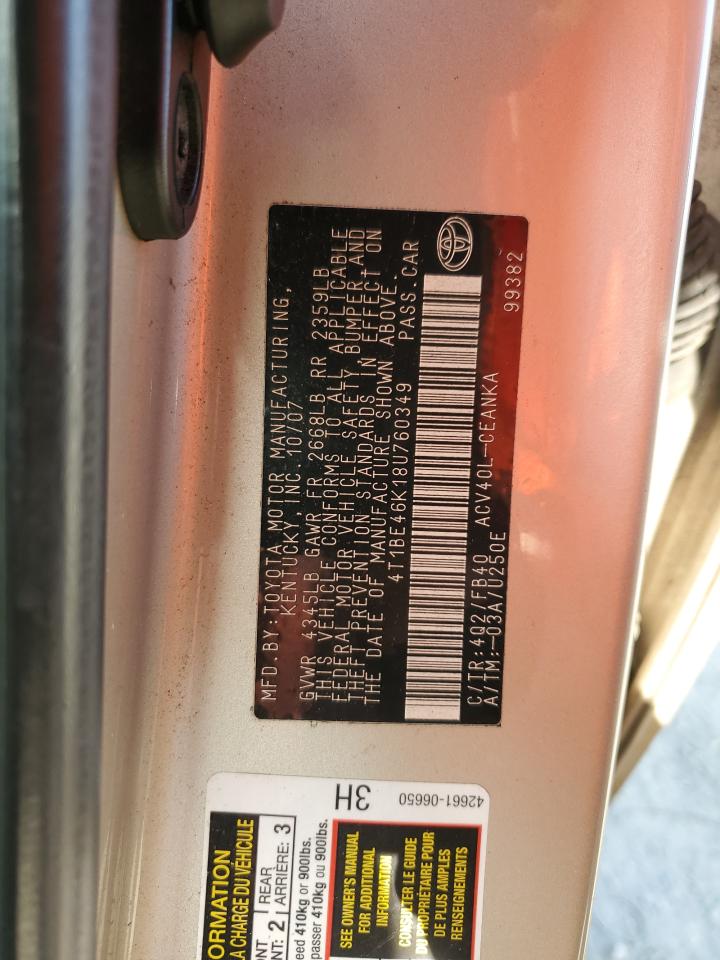 MFD.BY:TOYOTA MOTOR MANUFACTURING,
KENTUCKY, INC. 10/07
GVWR 4345LB GAWR FR 2668LB RR 2359LB
THIS VEHICLE CONFORMS TO ALL APPLICABLE
FEDERAL MOTOR VEHICLE SAFETY, BUMPER AND
THEFT PREVENTION STANDARDS IN EFFECT ON
THE DATE OF MANUFACTURE SHOWN ABOVE.
4T1BE46K18U760349 PASS.CAR
C/TR:4Q2/FB40 ACV40L-CEANKA
A/TM:-03A/U250E 99382
3H
42661-06650
ORMATION
LA CHARGE DU VÉHICULE
ONT REAR
NT: 2 ARRIÈRE: 3
eed 410kg or 900lbs.
passer 410kg ou 900lbs.
SEE OWNER'S MANUAL
FOR ADDITIONAL
INFORMATION
CONSULTER LE GUIDE
DU PROPRIÉTAIRE POUR
DE PLUS AMPLES
RENSEIGNEMENTS